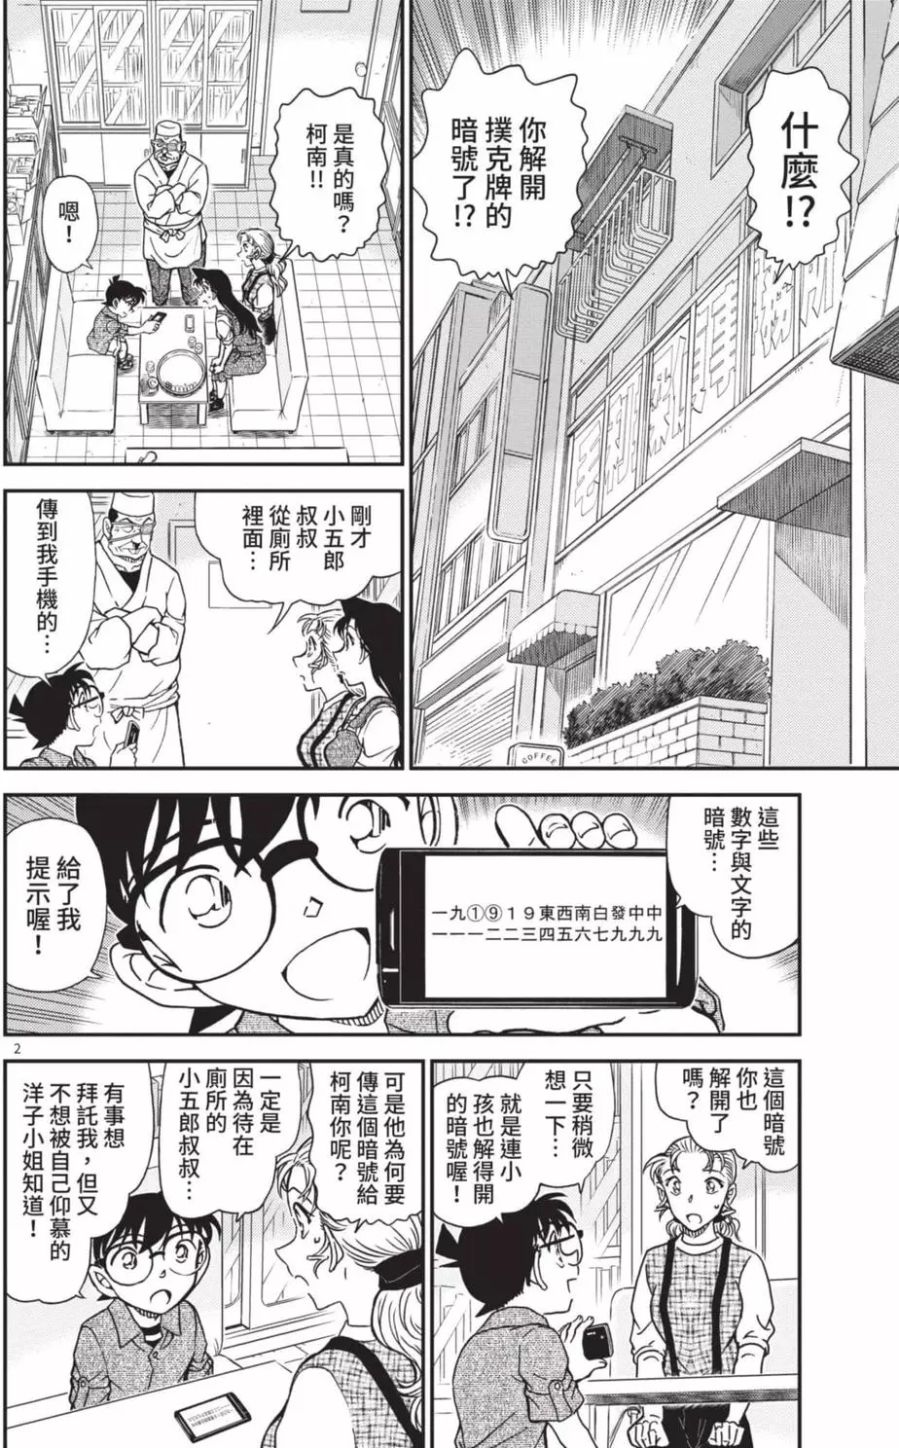 什麼!?
你解開
撲克牌的
暗號了!?
是真的嗎?
柯南!!
嗯!
剛才
小五郎
叔叔
從廁所
裡面…
傳到我手機的…
這些
數字與文字的
暗號…
一九①⑨１９東西南白發中中
一一一二二三四五六七九九九
給了我
提示喔!
2
這個暗號
你也
解開了
嗎?
只要稍微
想一下…
就是連小
孩也解得開
的暗號喔!
可是他為何要
傳這個暗號給
柯南你呢?
一定是
因為待在
廁所的
小五郎叔叔…
有事想
拜託我,但又
不想被自己仰慕的
洋子小姐知道!
COFFEE